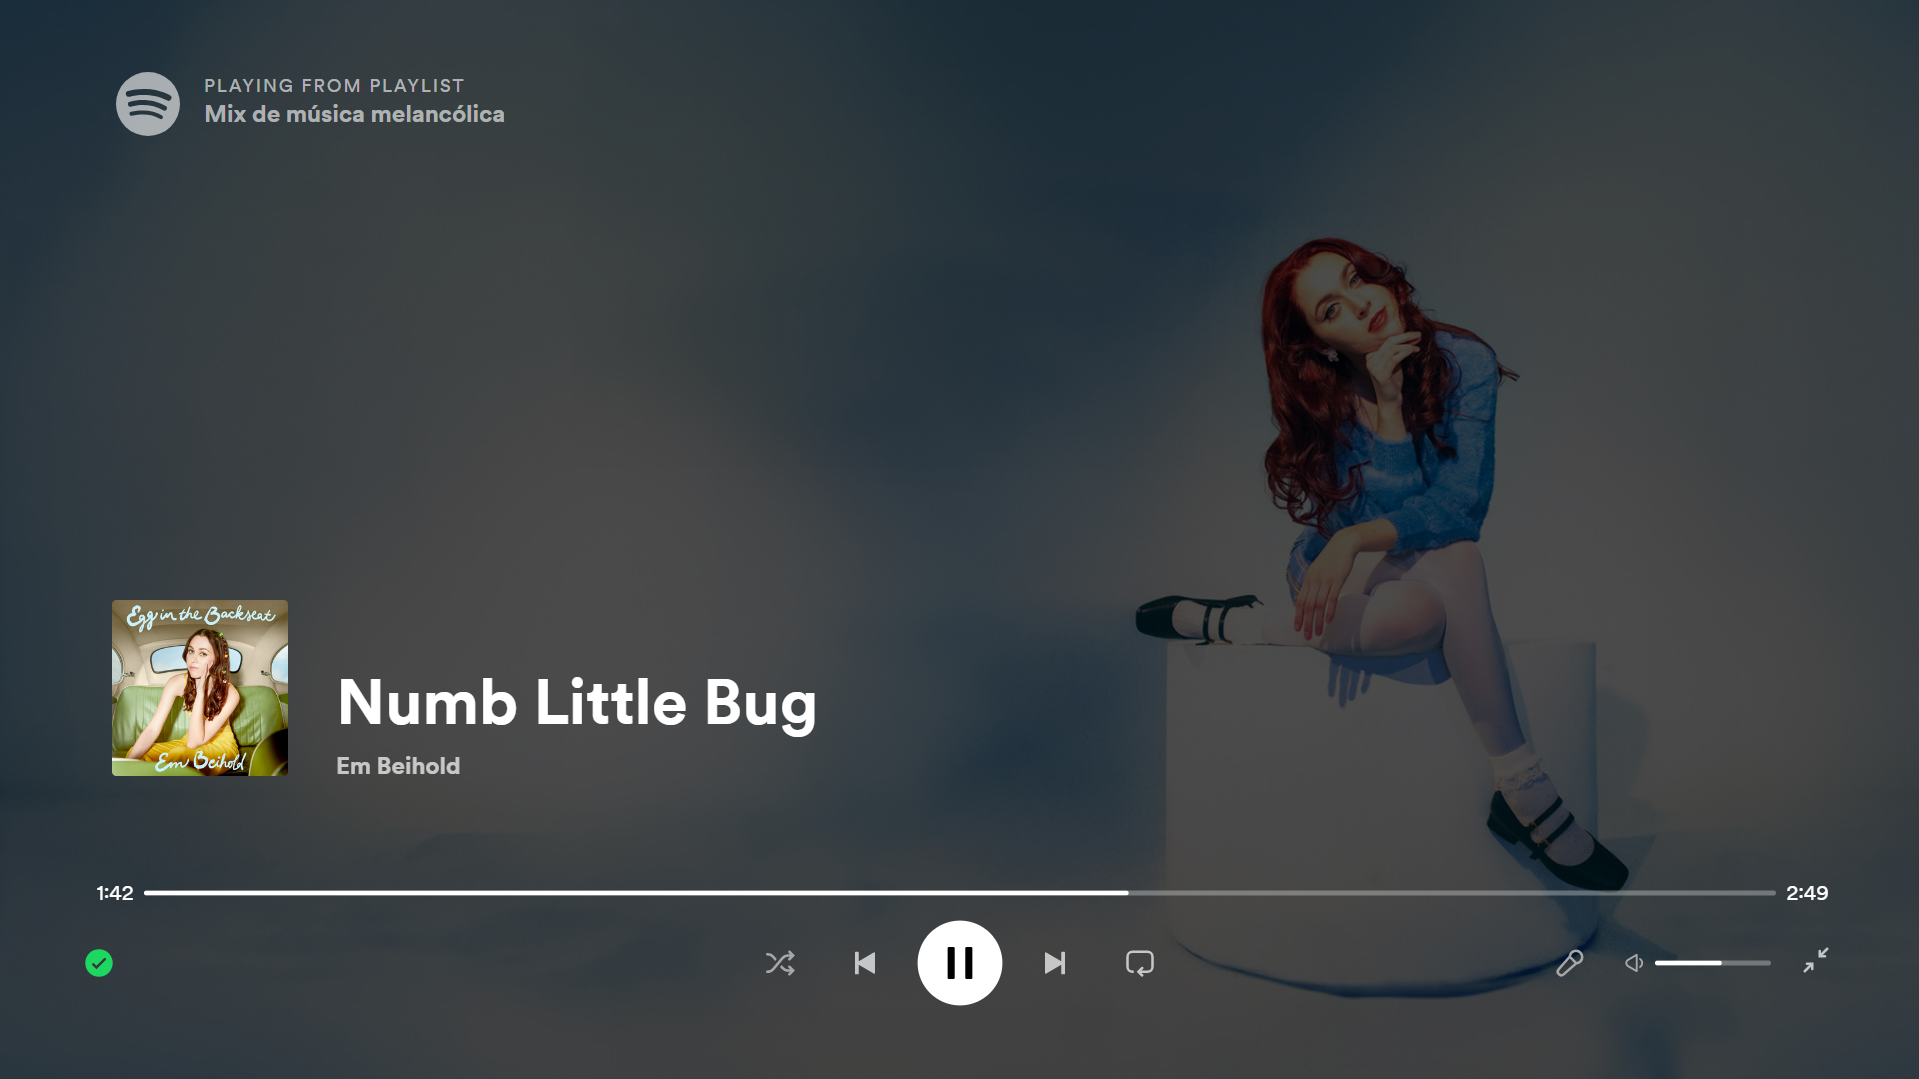 PLAYING FROM PLAYLIST
Mix de música melancólica
Egg in the Backseat
Em Beihold
Numb Little Bug
Em Beihold
1:42
2:49